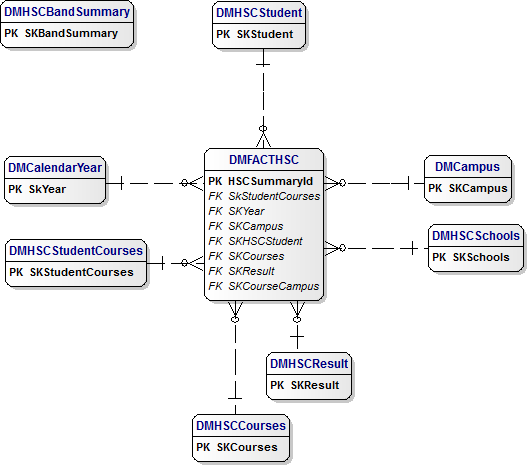 DMHSCBandSummary
PK SKBandSummary
DMHSCStudent
PK SKStudent
DMCalendarYear
PK SkYear
DMFACTHSC
PK HSCSummaryId
FK SkStudentCourses
FK SKYear
FK SKCampus
FK SKHSCStudent
FK SKCourses
FK SKResult
FK SKCourseCampus
DMCampus
PK SKCampus
DMHSCStudentCourses
PK SKStudentCourses
DMHSCSchools
PK SKSchools
DMHSCResult
PK SKResult
DMHSCCourses
PK SKCourses